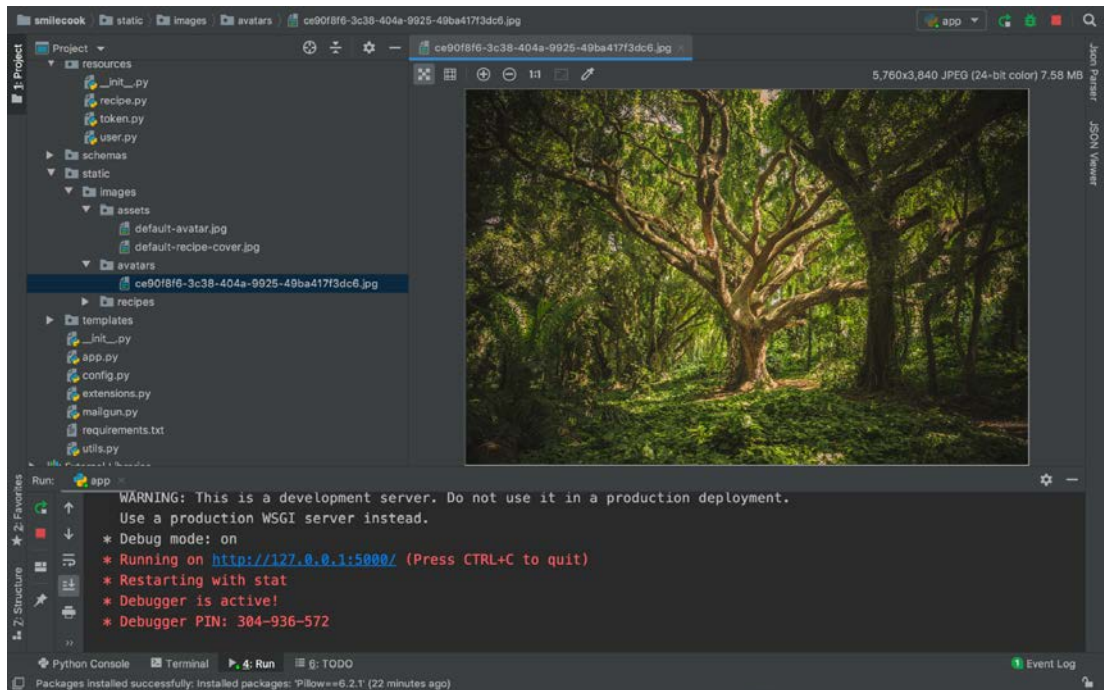 smilecook static images avatars ce90f8f6-3c38-404a-9925-49ba417f3dc6.jpg app
1: Project
Project
ce90f8f6-3c38-404a-9925-49ba417f3dc6.jpg
1:1
5,760x3,840 JPEG (24-bit color) 7.58 MB
Json Parser
JSON Viewer
resources
__init__.py
recipe.py
token.py
user.py
schemas
static
images
assets
default-avatar.jpg
default-recipe-cover.jpg
avatars
ce90f8f6-3c38-404a-9925-49ba417f3dc6.jpg
recipes
templates
__init__.py
app.py
config.py
extensions.py
mailgun.py
requirements.txt
utils.py
External Libraries
2: Favorites
7: Structure
Run: app
WARNING: This is a development server. Do not use it in a production deployment.
Use a production WSGI server instead.
* Debug mode: on
* Running on http://127.0.0.1:5000/ (Press CTRL+C to quit)
* Restarting with stat
* Debugger is active!
* Debugger PIN: 304-936-572
Python Console Terminal 4: Run 6: TODO 1 Event Log
Packages installed successfully: Installed packages: 'Pillow==6.2.1' (22 minutes ago)